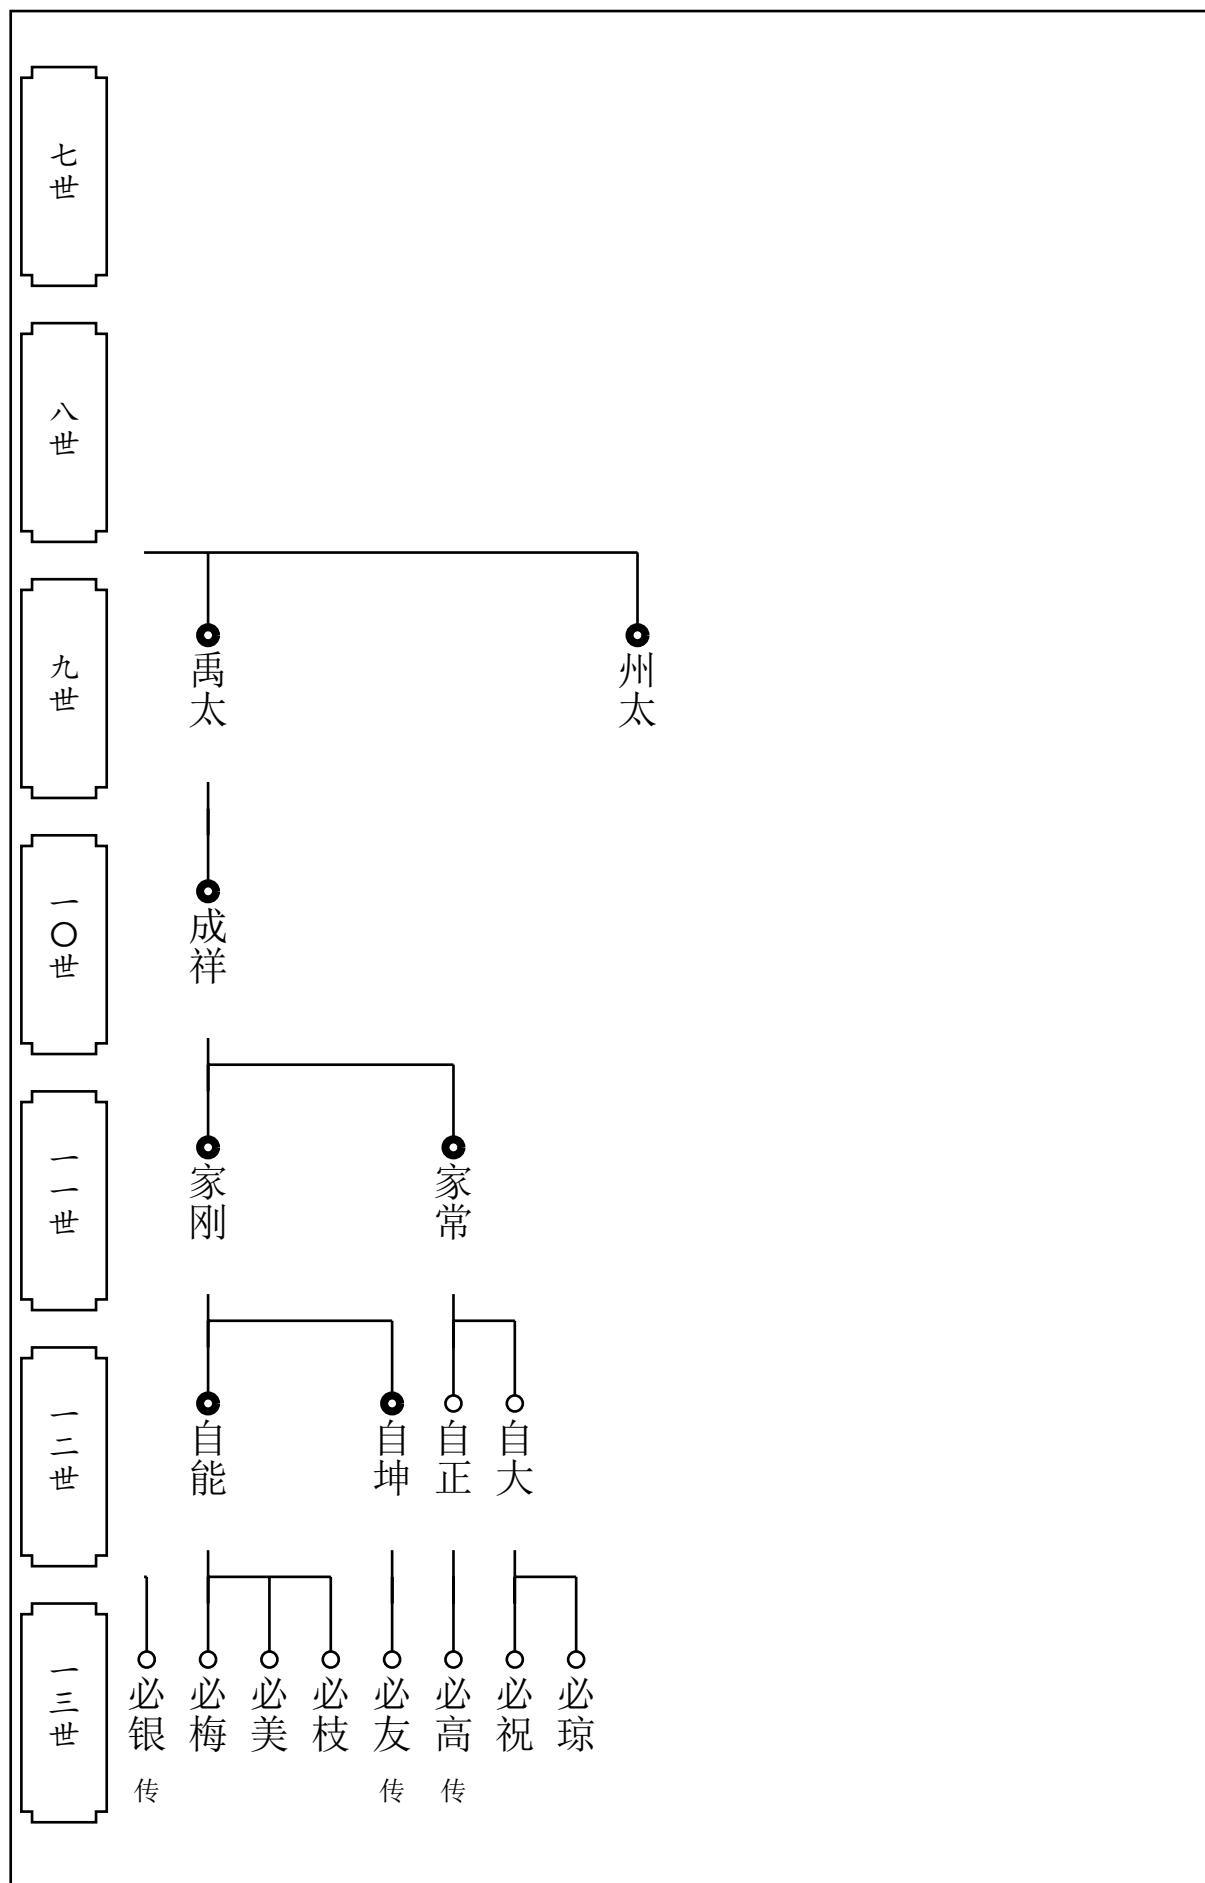 七世
八世
九世
禹太
州太
一〇世
成祥
一一世
家刚
家常
一二世
自能
自坤
自正
自大
一三世
必银
传
必梅
必美
必枝
必友
传
必高
传
必祝
必琼